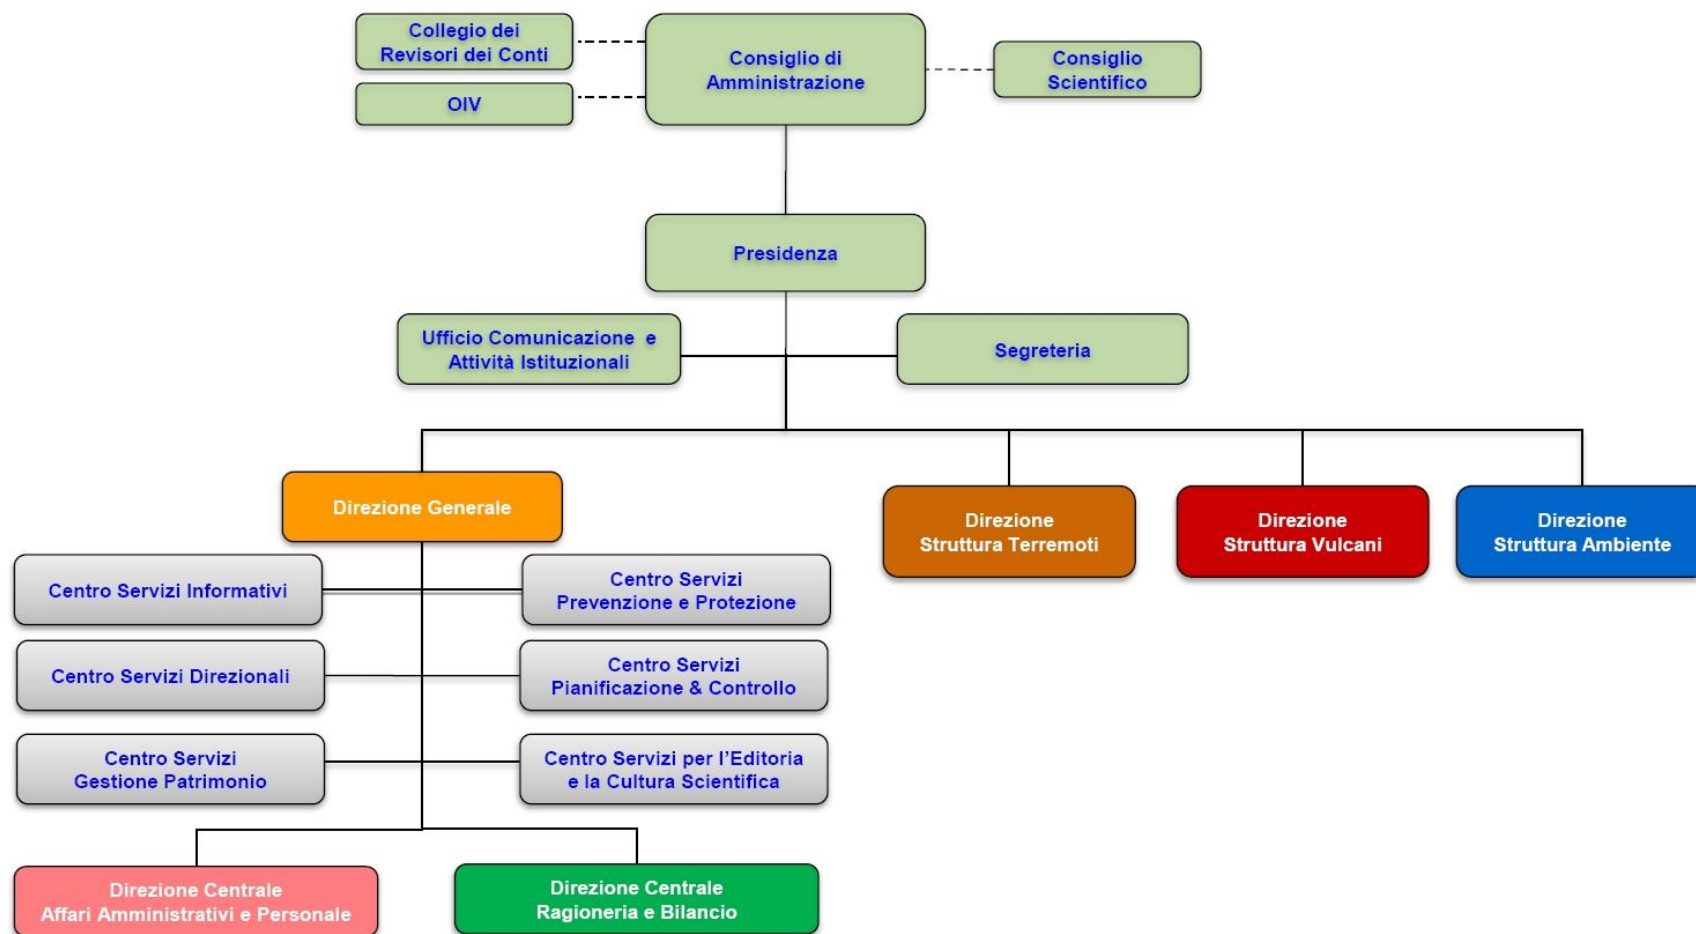 Collegio dei
Revisori dei Conti
Consiglio di
Amministrazione
Consiglio
Scientifico
OIV
Presidenza
Ufficio Comunicazione e
Attività Istituzionali
Segreteria
Direzione Generale
Direzione
Struttura Terremoti
Direzione
Struttura Vulcani
Direzione
Struttura Ambiente
Centro Servizi Informativi
Centro Servizi
Prevenzione e Protezione
Centro Servizi Direzionali
Centro Servizi
Pianificazione & Controllo
Centro Servizi
Gestione Patrimonio
Centro Servizi per l'Editoria
e la Cultura Scientifica
Direzione Centrale
Affari Amministrativi e Personale
Direzione Centrale
Ragioneria e Bilancio